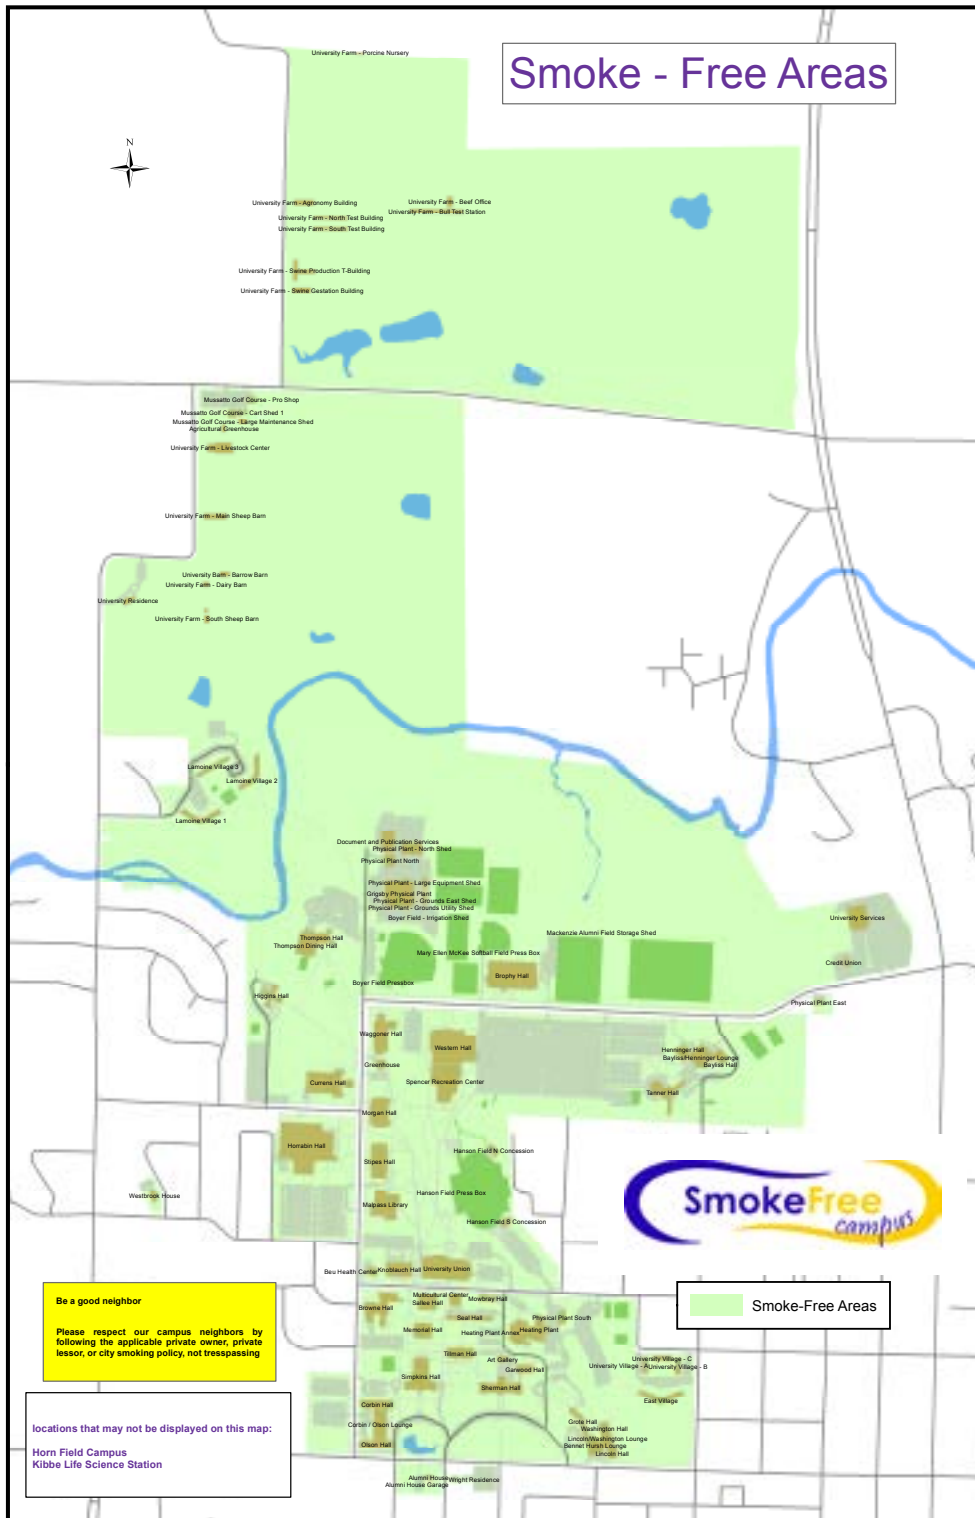 University Farm - Porcine Nursery
Smoke - Free Areas
N
University Farm - Agronomy Building
University Farm - Beef Office
University Farm - Bull Test Station
University Farm - North Test Building
University Farm - South Test Building
University Farm - Swine Production T-Building
University Farm - Swine Gestation Building
Mussatto Golf Course - Pro Shop
Mussatto Golf Course - Cart Shed 1
Mussatto Golf Course - Large Maintenance Shed
Agricultural Greenhouse
University Farm - Livestock Center
University Farm - Main Sheep Barn
University Barn - Barrow Barn
University Farm - Dairy Barn
University Residence
University Farm - South Sheep Barn
Lamoine Village 3
Lamoine Village 2
Lamoine Village 1
Document and Publication Services
Physical Plant - North Shed
Physical Plant North
Physical Plant - Large Equipment Shed
Grigsby Physical Plant
Physical Plant - Grounds East Shed
Physical Plant - Grounds Utility Shed
Boyer Field - Irrigation Shed
University Services
Thompson Hall
Thompson Dining Hall
Mackenzie Alumni Field Storage Shed
Mary Ellen McKee Softball Field Press Box
Credit Union
Brophy Hall
Boyer Field Pressbox
Higgins Hall
Physical Plant East
Waggoner Hall
Western Hall
Henninger Hall
Bayliss/Henninger Lounge
Bayliss Hall
Greenhouse
Currens Hall
Spencer Recreation Center
Tanner Hall
Morgan Hall
Horrabin Hall
Hanson Field N Concession
Stipes Hall
Westbrook House
Hanson Field Press Box
Malpass Library
Hanson Field S Concession
SmokeFree
campus
Beu Health Center
Knoblauch Hall
University Union
Be a good neighbor
Please respect our campus neighbors by
following the applicable private owner, private
lessor, or city smoking policy, not tresspassing
Smoke-Free Areas
Multicultural Center
Mowbray Hall
Sallee Hall
Browne Hall
Seal Hall
Physical Plant South
Memorial Hall
Heating Plant Annex
Heating Plant
Tillman Hall
Art Gallery
University Village - C
University Village - A
University Village - B
Garwood Hall
Simpkins Hall
Sherman Hall
East Village
Corbin Hall
Corbin / Olson Lounge
Olson Hall
Grote Hall
Washington Hall
Lincoln/Washington Lounge
Bennet Hursh Lounge
Lincoln Hall
locations that may not be displayed on this map:
Horn Field Campus
Kibbe Life Science Station
Alumni House
Wright Residence
Alumni House Garage